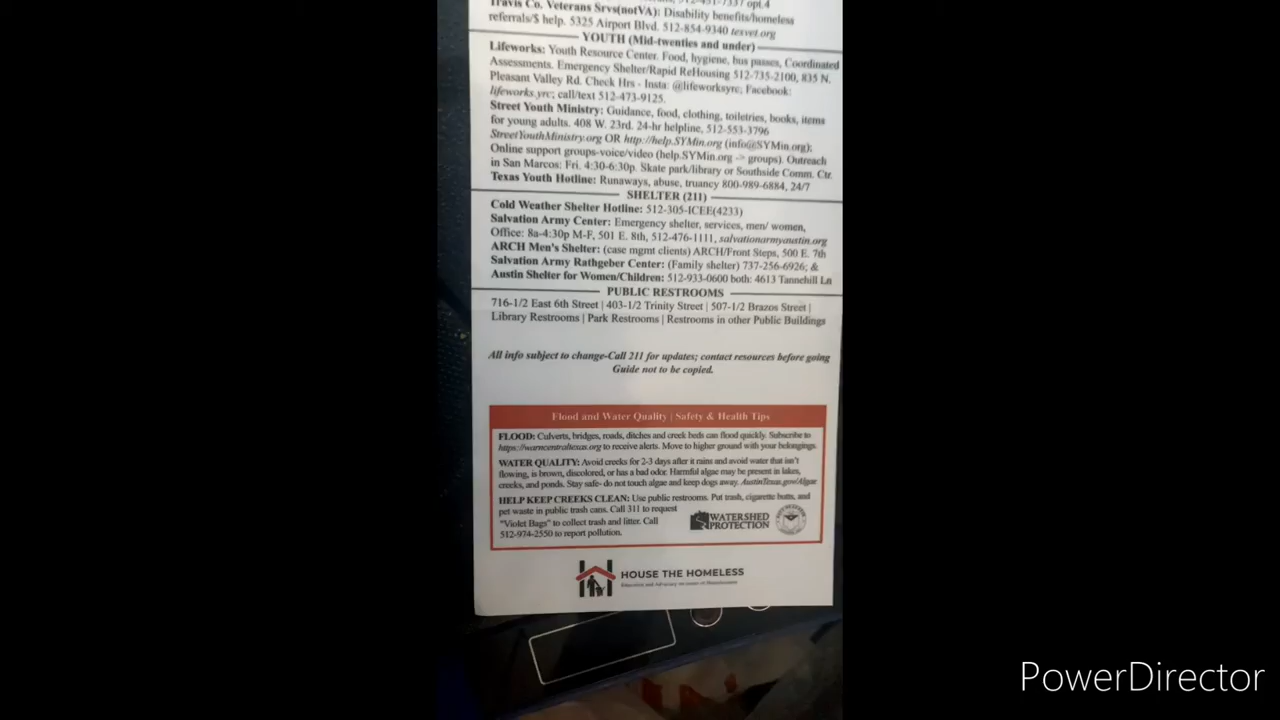 Travis Co. Veterans Srvs(notVA): Disability benefits/homeless
referrals/$ help. 5325 Airport Blvd. 512-854-9340 texvet.org
YOUTH (Mid-twenties and under)
Lifeworks: Youth Resource Center. Food, hygiene, bus passes, Coordinated
Assessments. Emergency Shelter/Rapid ReHousing 512-735-2100, 835 N.
Pleasant Valley Rd. Check Hrs - Insta: @lifeworksyrc; Facebook:
lifeworks.yrc; call/text 512-473-9125.
Street Youth Ministry: Guidance, food, clothing, toiletries, books, items
for young adults. 408 W. 23rd. 24-hr helpline, 512-553-3796
StreetYouthMinistry.org OR http://help.SYMin.org (info@SYMin.org);
Online support groups-voice/video (help.SYMin.org -> groups). Outreach
in San Marcos: Fri. 4:30-6:30p. Skate park/library or Southside Comm. Ctr.
Texas Youth Hotline: Runaways, abuse, truancy 800-989-6884, 24/7
SHELTER (211)
Cold Weather Shelter Hotline: 512-305-ICEE(4233)
Salvation Army Center: Emergency shelter, services, men/ women,
Office: 8a-4:30p M-F, 501 E. 8th, 512-476-1111, salvationarmyaustin.org
ARCH Men's Shelter: (case mgmt clients) ARCH/Front Steps, 500 E. 7th
Salvation Army Rathgeber Center: (Family shelter) 737-256-6926; &
Austin Shelter for Women/Children: 512-933-0600 both: 4613 Tannehill Ln
PUBLIC RESTROOMS
716-1/2 East 6th Street | 403-1/2 Trinity Street | 507-1/2 Brazos Street |
Library Restrooms | Park Restrooms | Restrooms in other Public Buildings
All info subject to change-Call 211 for updates; contact resources before going
Guide not to be copied.
Flood and Water Quality | Safety & Health Tips
FLOOD: Culverts, bridges, roads, ditches and creek beds can flood quickly. Subscribe to
https://warncentraltexas.org to receive alerts. Move to higher ground with your belongings.
WATER QUALITY: Avoid creeks for 2-3 days after it rains and avoid water that isn't
flowing, is brown, discolored, or has a bad odor. Harmful algae may be present in lakes,
creeks, and ponds. Stay safe- do not touch algae and keep dogs away. AustinTexas.gov/Algae
HELP KEEP CREEKS CLEAN: Use public restrooms. Put trash, cigarette butts, and
pet waste in public trash cans. Call 311 to request
"Violet Bags" to collect trash and litter. Call
512-974-2550 to report pollution.
WATERSHED
PROTECTION
HOUSE THE HOMELESS
PowerDirector